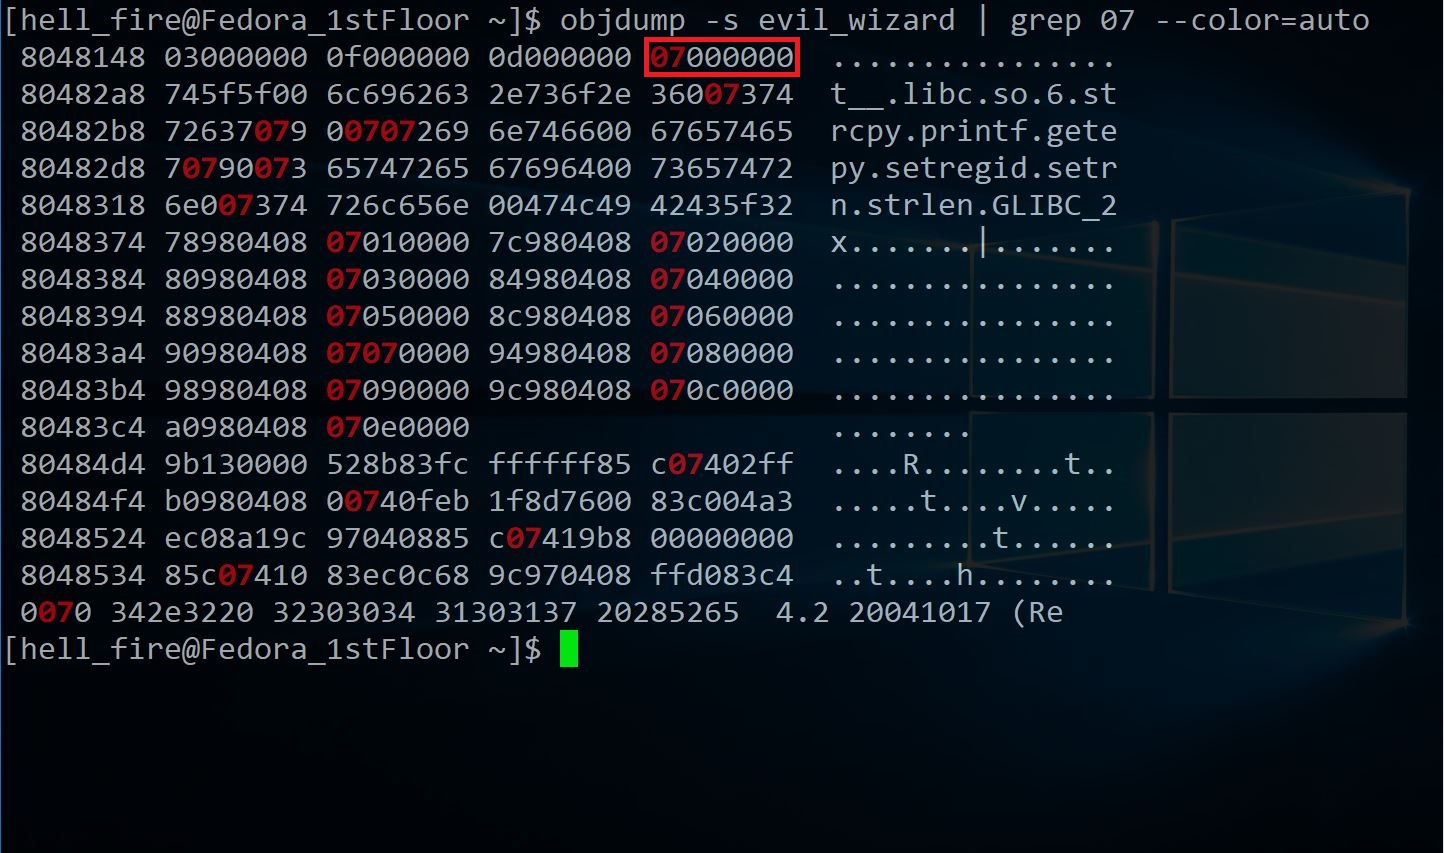 [hell_fire@Fedora_1stFloor ~]$ objdump -s evil_wizard | grep 07 --color=auto
 8048148 03000000 0f000000 0d000000 07000000  ................
 80482a8 745f5f00 6c696263 2e736f2e 36007374  t__.libc.so.6.st
 80482b8 72637079 00707269 6e746600 67657465  rcpy.printf.gete
 80482d8 70790073 65747265 67696400 73657472  py.setregid.setr
 8048318 6e007374 726c656e 00474c49 42435f32  n.strlen.GLIBC_2
 8048374 78980408 07010000 7c980408 07020000  x.......|.......
 8048384 80980408 07030000 84980408 07040000  ................
 8048394 88980408 07050000 8c980408 07060000  ................
 80483a4 90980408 07070000 94980408 07080000  ................
 80483b4 98980408 07090000 9c980408 070c0000  ................
 80483c4 a0980408 070e0000                    ........
 80484d4 9b130000 528b83fc ffffff85 c07402ff  ....R........t..
 80484f4 b0980408 00740feb 1f8d7600 83c004a3  .....t....v.....
 8048524 ec08a19c 97040885 c07419b8 00000000  .........t......
 8048534 85c07410 83ec0c68 9c970408 ffd083c4  ..t....h........
 0070 342e3220 32303034 31303137 20285265  4.2 20041017 (Re
[hell_fire@Fedora_1stFloor ~]$